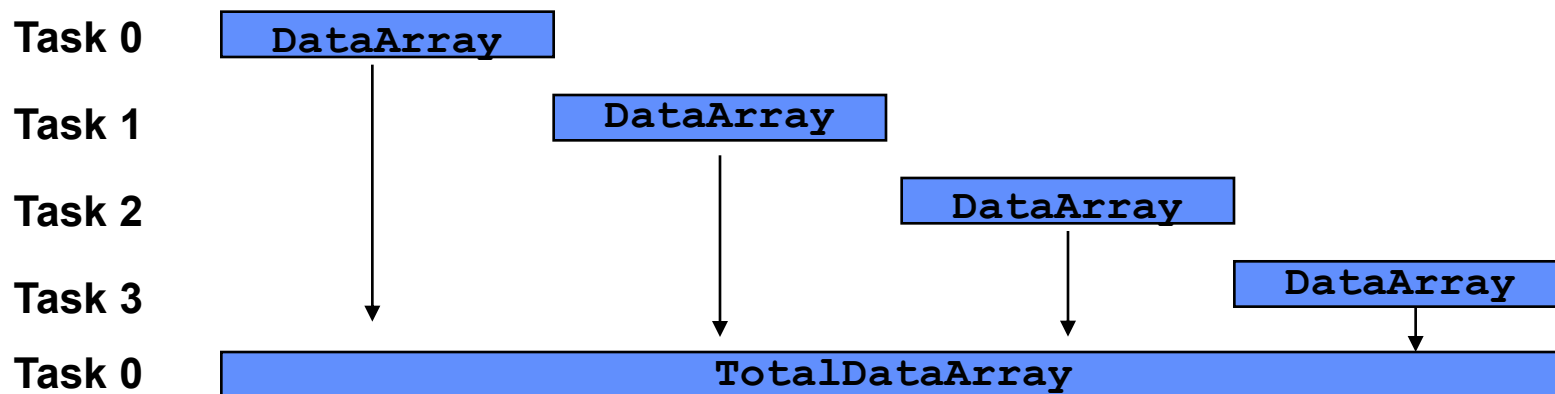 Task 0 DataArray
Task 1 DataArray
Task 2 DataArray
Task 3 DataArray
Task 0 TotalDataArray